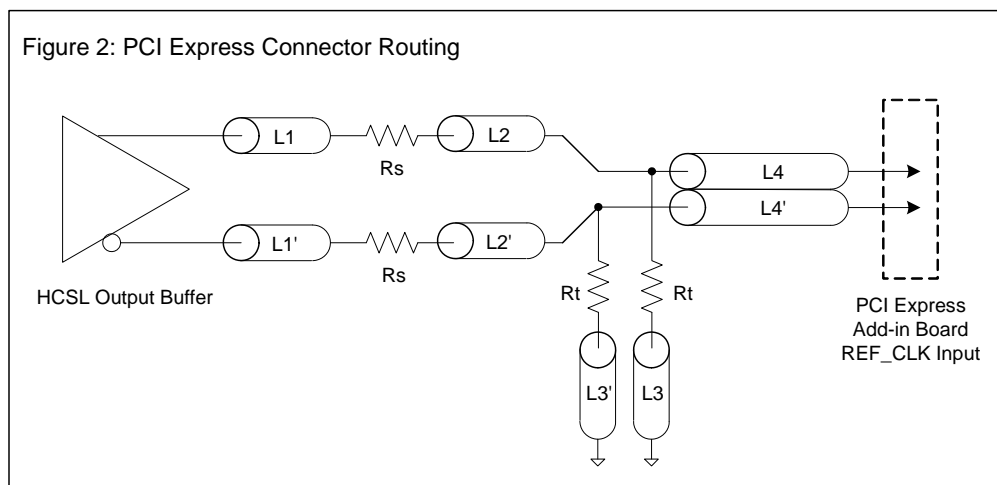 Figure 2: PCI Express Connector Routing
L1
Rs
L2
L4
L4'
L1'
Rs
L2'
HCSL Output Buffer
Rt
Rt
L3'
L3
PCI Express
Add-in Board
REF_CLK Input